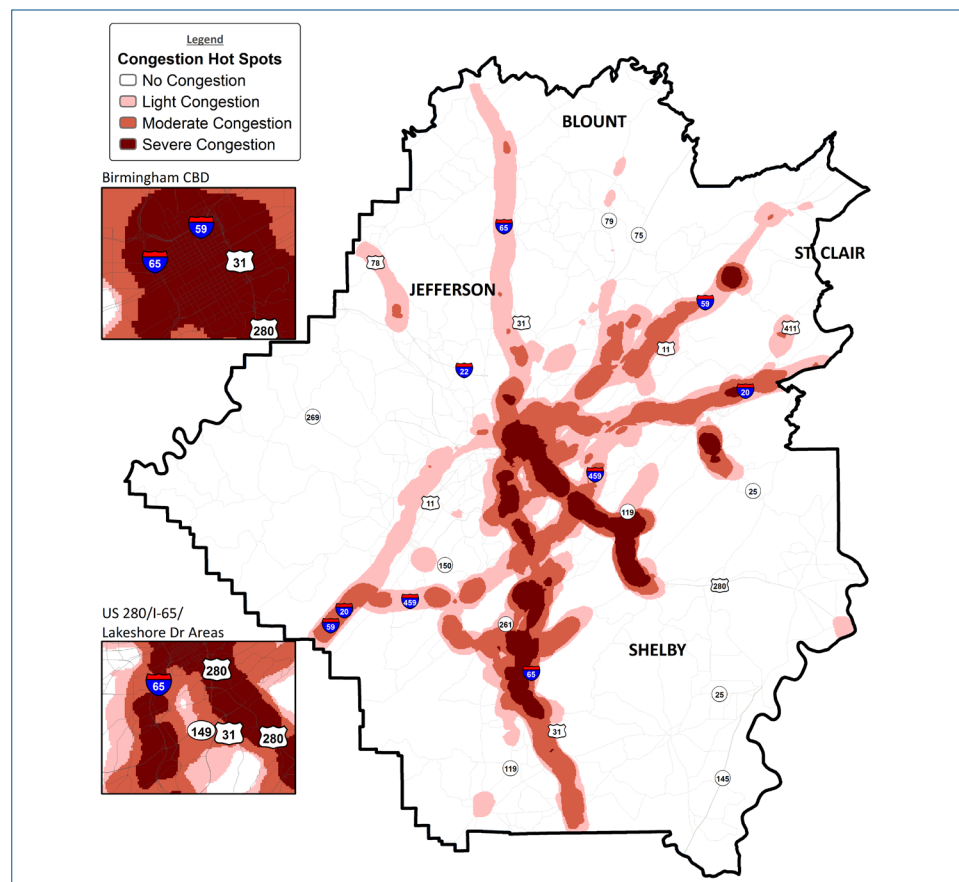 Legend
Congestion Hot Spots
No Congestion
Light Congestion
Moderate Congestion
Severe Congestion
Birmingham CBD
59
65
31
280
BLOUNT
79
75
65
ST. CLAIR
78
JEFFERSON
59
31
411
11
22
20
269
459
25
11
119
150
280
459
20
59
261
US 280/I-65/
Lakeshore Dr Areas
SHELBY
280
65
65
25
149
31
280
31
119
145